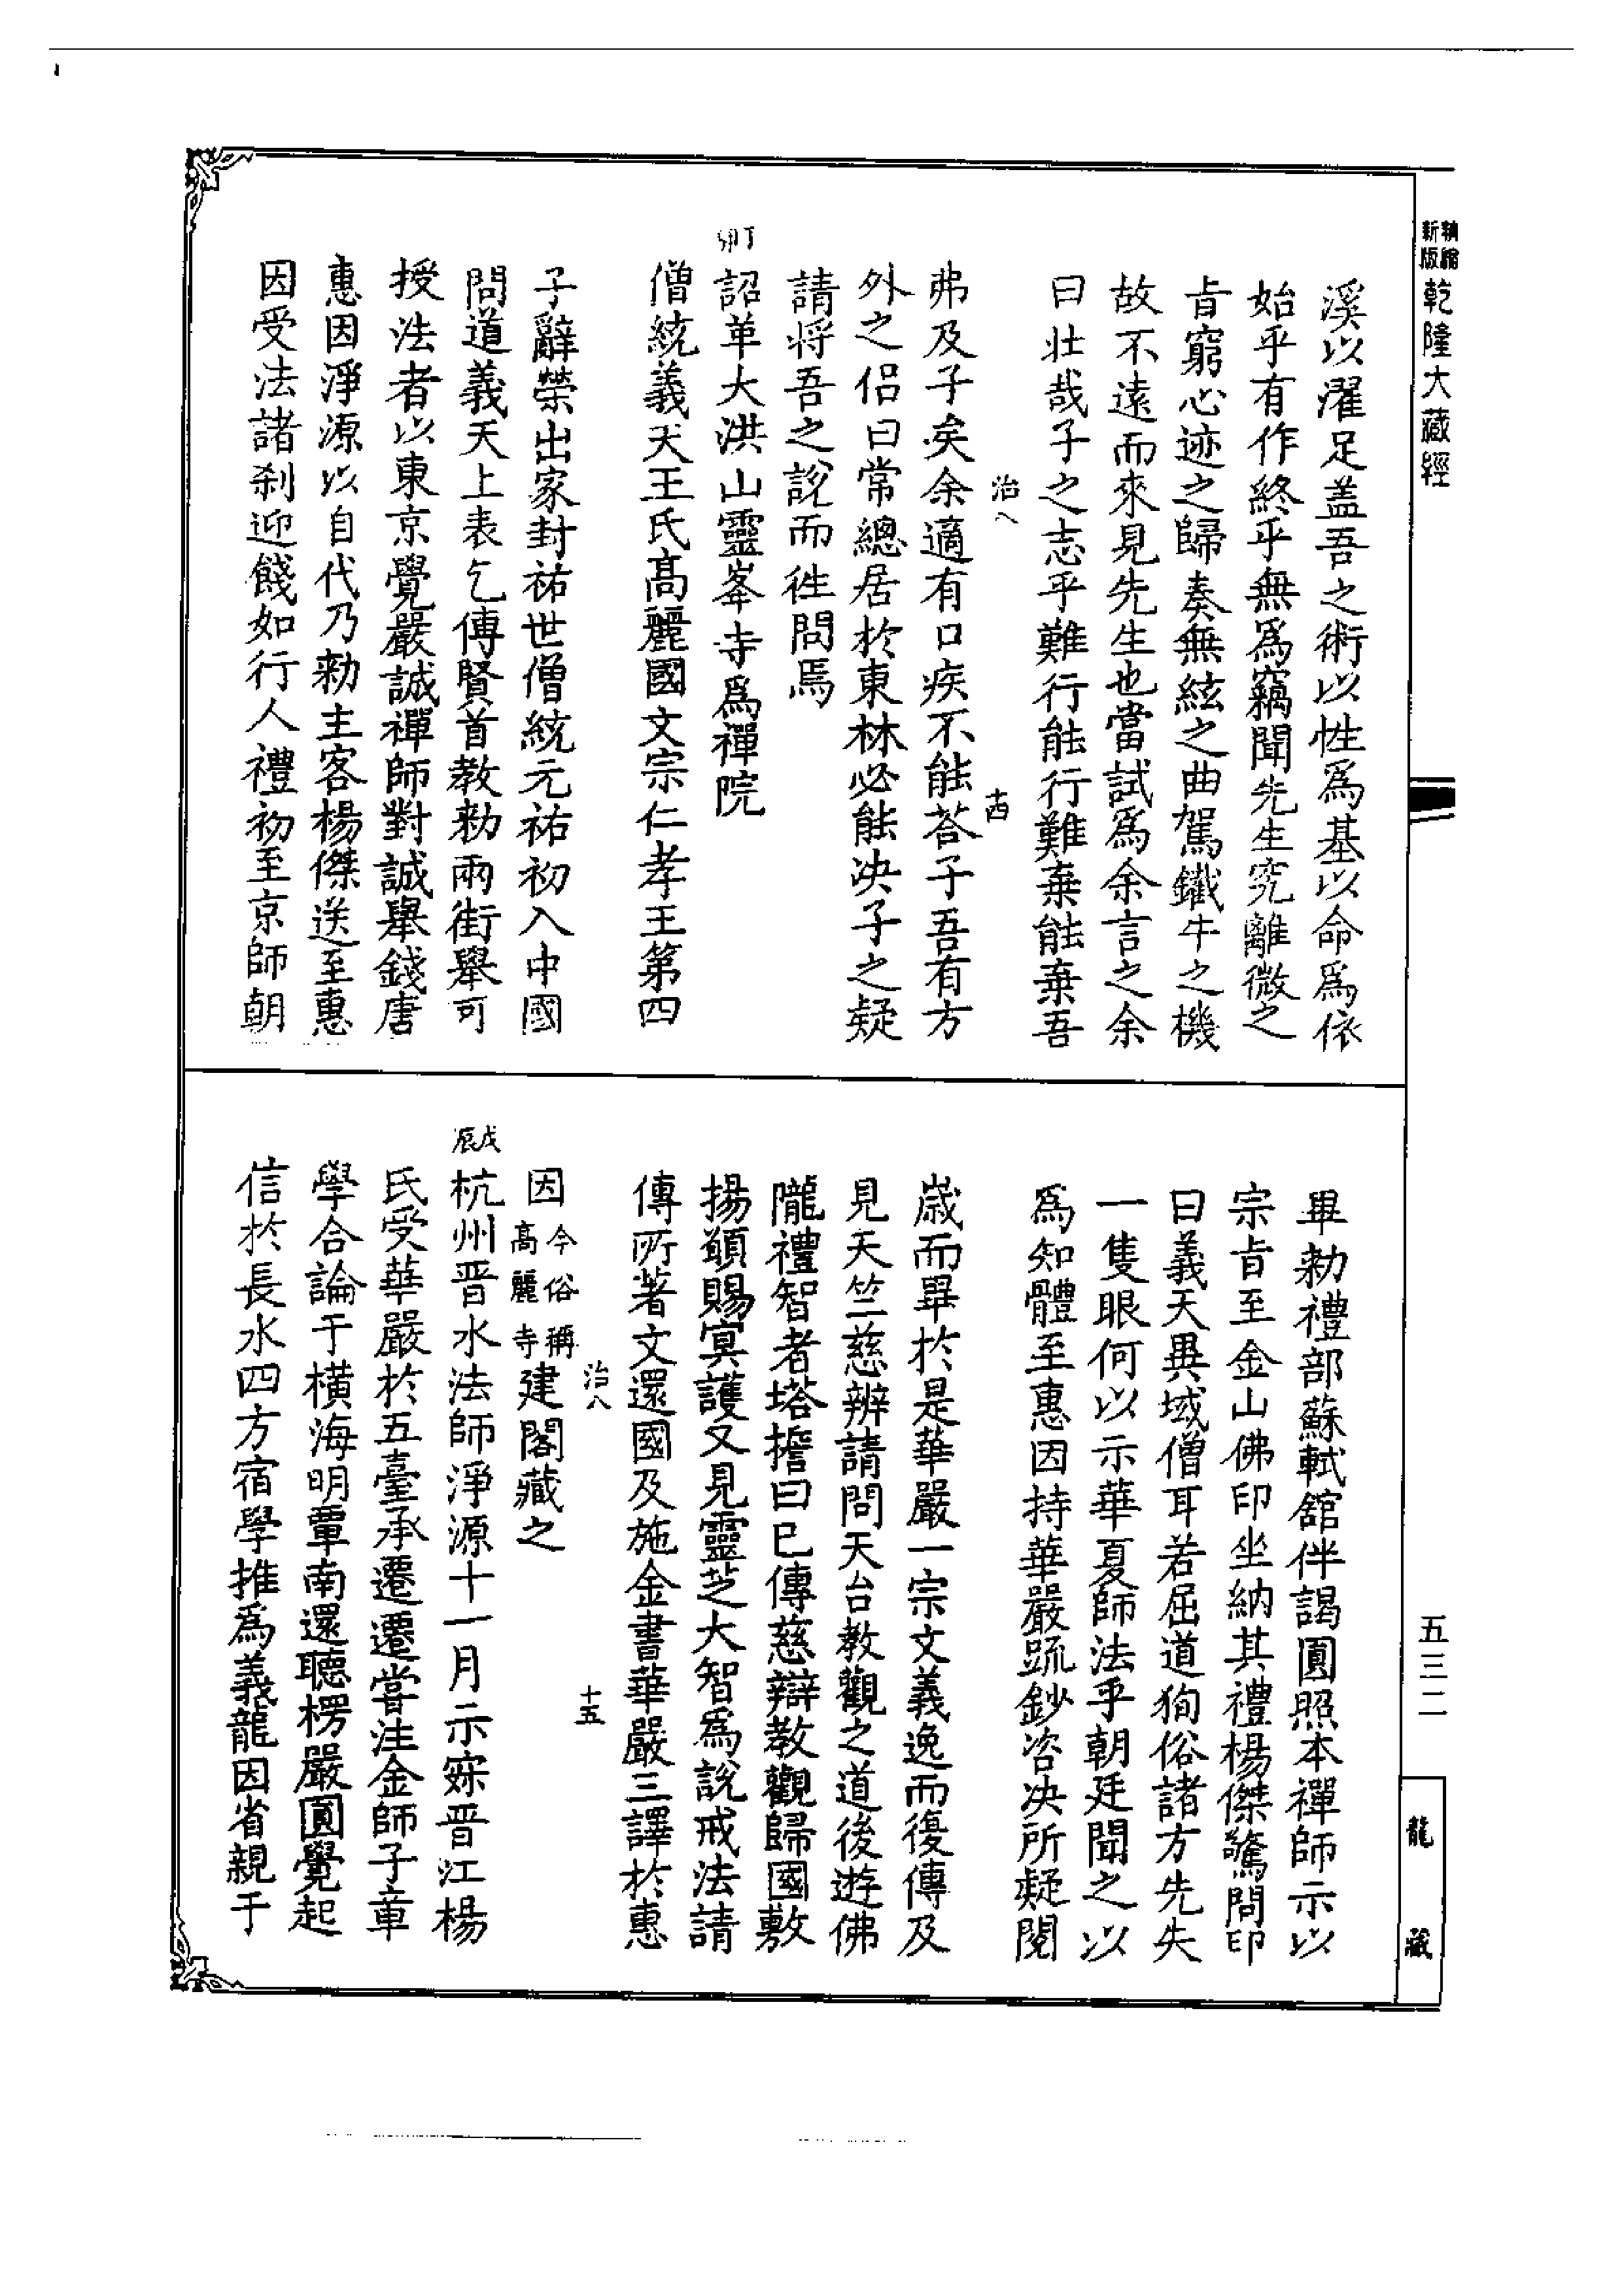 新版縮輯乾隆大藏經
溪以濯足盖吾之術以性爲基以命爲依
始乎有作終乎無爲竊聞先生究離微之
㫖窮心迹之歸奏無絃之曲駕鐵牛之機
故不遠而來見先生也當試爲余言之余
曰壯哉子之志乎難行能行難棄能棄吾
治八
十四
弗及子矣余適有口疾不能荅子吾有方
外之侣曰常總居於東林必能决子之疑
請將吾之說而徃問焉
丁卯
詔革大洪山靈峯寺爲禪院
僧統義天王氏髙麗國文宗仁孝王第四
子辭榮出家封祐世僧統元祐初入中國
問道義天上表乞傳賢首教勑兩街舉可
授法者以東京覺嚴誠禪師對誠舉錢唐
惠因淨源以自代乃勑主客楊傑送至惠
因受法諸刹迎餞如行人禮初至京師朝
畢勑禮部蘇軾舘伴謁圓照本禪師示以
宗㫖至金山佛印坐納其禮楊傑驚問印
曰義天異域僧耳若屈道狥俗諸方先失
一隻眼何以示華夏師法乎朝廷聞之以
爲知體至惠因持華嚴疏鈔咨决所疑閱
歲而畢於是華嚴一宗文義逸而復傳及
見天竺慈辨請問天台教觀之道後遊佛
隴禮智者塔誓曰已傳慈辯教觀歸國敷
揚願賜冥護又見靈芝大智爲說戒法請
傳所著文還國及施金書華嚴三譯於惠
治八
十五
因今俗稱髙麗寺建閣藏之
戊辰
杭州晋水法師淨源十一月示寂晋江楊
氏受華嚴於五臺承遷遷嘗注金師子章
學合論于橫海明覃南還聽楞嚴圓覺起
信於長水四方宿學推爲義龍因省親于
五三二
龍藏